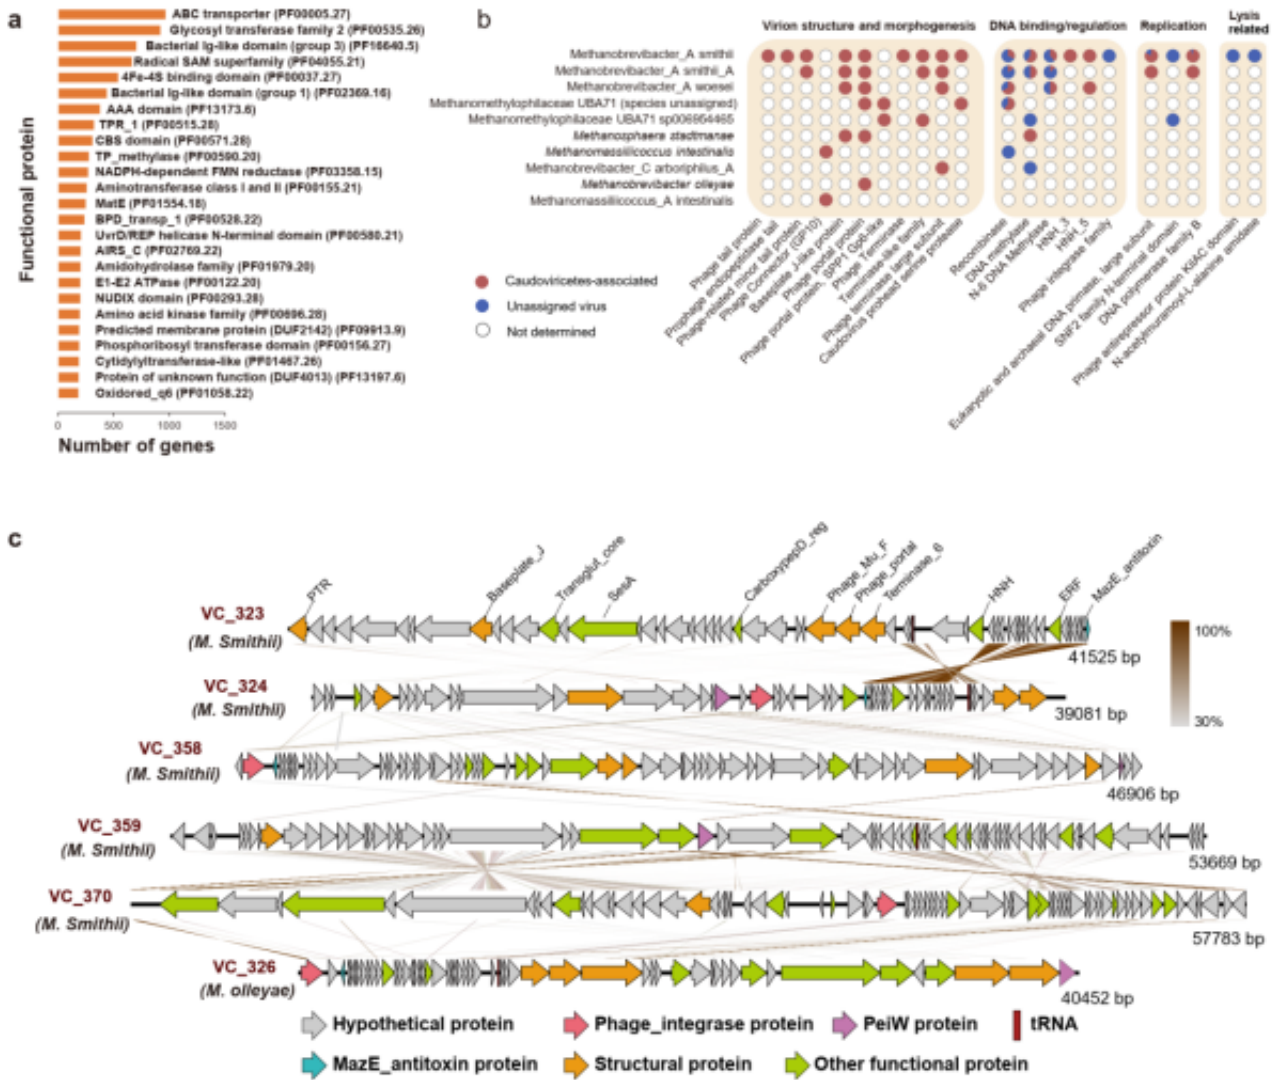 a
Functional protein
ABC transporter (PF00005.27)
Glycosyl transferase family 2 (PF00535.26)
Bacterial Ig-like domain (group 3) (PF16640.5)
Radical SAM superfamily (PF04055.21)
4Fe-4S binding domain (PF00037.27)
Bacterial Ig-like domain (group 1) (PF02369.16)
AAA domain (PF13173.6)
TPR_1 (PF00515.28)
CBS domain (PF00571.28)
TP_methylase (PF00590.20)
NADPH-dependent FMN reductase (PF03358.15)
Aminotransferase class I and II (PF00155.21)
MatE (PF01554.18)
BPD_transp_1 (PF00528.22)
UvrD/REP helicase N-terminal domain (PF00580.21)
AIRS_C (PF02769.22)
Amidohydrolase family (PF01979.20)
E1-E2 ATPase (PF00122.20)
NUDIX domain (PF00293.28)
Amino acid kinase family (PF00696.28)
Predicted membrane protein (DUF2142) (PF09913.9)
Phosphoribosyl transferase domain (PF00156.27)
Cytidylyltransferase-like (PF01467.26)
Protein of unknown function (DUF4013) (PF13197.6)
Oxidored_q6 (PF01058.22)
0 500 1000 1500
Number of genes
b
Virion structure and morphogenesis
DNA binding/regulation
Replication
Lysis
related
Methanobrevibacter_A smithii
Methanobrevibacter_A smithii_A
Methanobrevibacter_A woesei
Methanomethylophilaceae UBA71 (species unassigned)
Methanomethylophilaceae UBA71 sp006954465
Methanosphaera stadtmanae
Methanomassiliicoccus intestinalis
Methanobrevibacter_C arboriphilus_A
Methanobrevibacter olleyae
Methanomassiliicoccus_A intestinalis
Phage tail protein
Prophage endopeptidase tail
Phage-related minor tail protein
Phage Connector (GP10)
Baseplate J-like protein
Phage portal protein
Phage portal protein, SPP1 Gp6-like
Phage Terminase
Terminase-like family
Phage terminase large subunit
Caudovirus prohead serine protease
Recombinase
DNA methylase
N-6 DNA Methylase
HNH_3
HNH_5
Phage integrase family
Eukaryotic and archaeal DNA primase, large subunit
SNF2 family N-terminal domain
DNA polymerase family B
Phage antirepressor protein KilAC domain
N-acetylmuramoyl-L-alanine amidase
Caudoviricetes-associated
Unassigned virus
Not determined
c
PTR
Baseplate_J
Transglut_core
SesA
CarboxypepD_reg
Phage_Mu_F
Phage_portal
Terminase_6
HNH
ERF
MazE_antitoxin
VC_323
(M. Smithii)
41525 bp
100%
30%
VC_324
(M. Smithii)
39081 bp
VC_358
(M. Smithii)
46906 bp
VC_359
(M. Smithii)
53669 bp
VC_370
(M. Smithii)
57783 bp
VC_326
(M. olleyae)
40452 bp
Hypothetical protein
Phage_integrase protein
PeiW protein
tRNA
MazE_antitoxin protein
Structural protein
Other functional protein